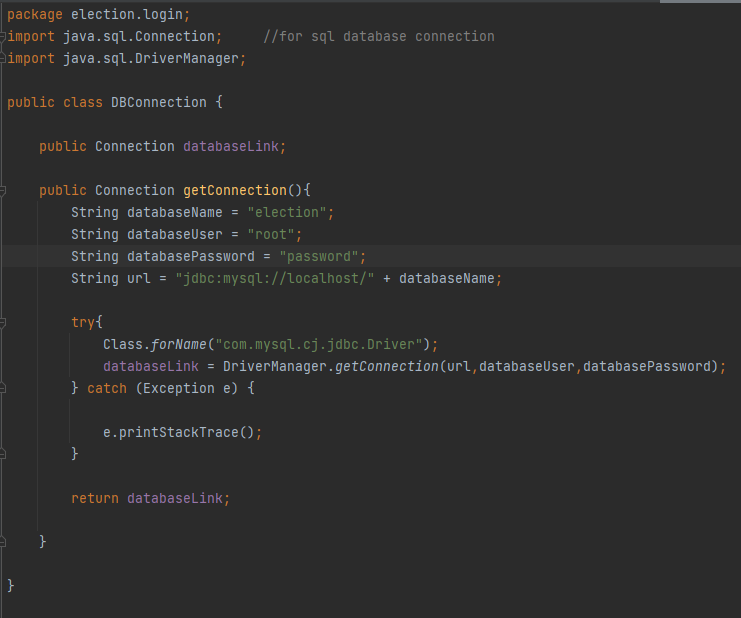 package election.login;
import java.sql.Connection;     //for sql database connection
import java.sql.DriverManager;
public class DBConnection {
    public Connection databaseLink;
    public Connection getConnection(){
        String databaseName = "election";
        String databaseUser = "root";
        String databasePassword = "password";
        String url = "jdbc:mysql://localhost/" + databaseName;
        try{
            Class.forName("com.mysql.cj.jdbc.Driver");
            databaseLink = DriverManager.getConnection(url,databaseUser,databasePassword);
        } catch (Exception e) {
            e.printStackTrace();
        }
        return databaseLink;
    }
}